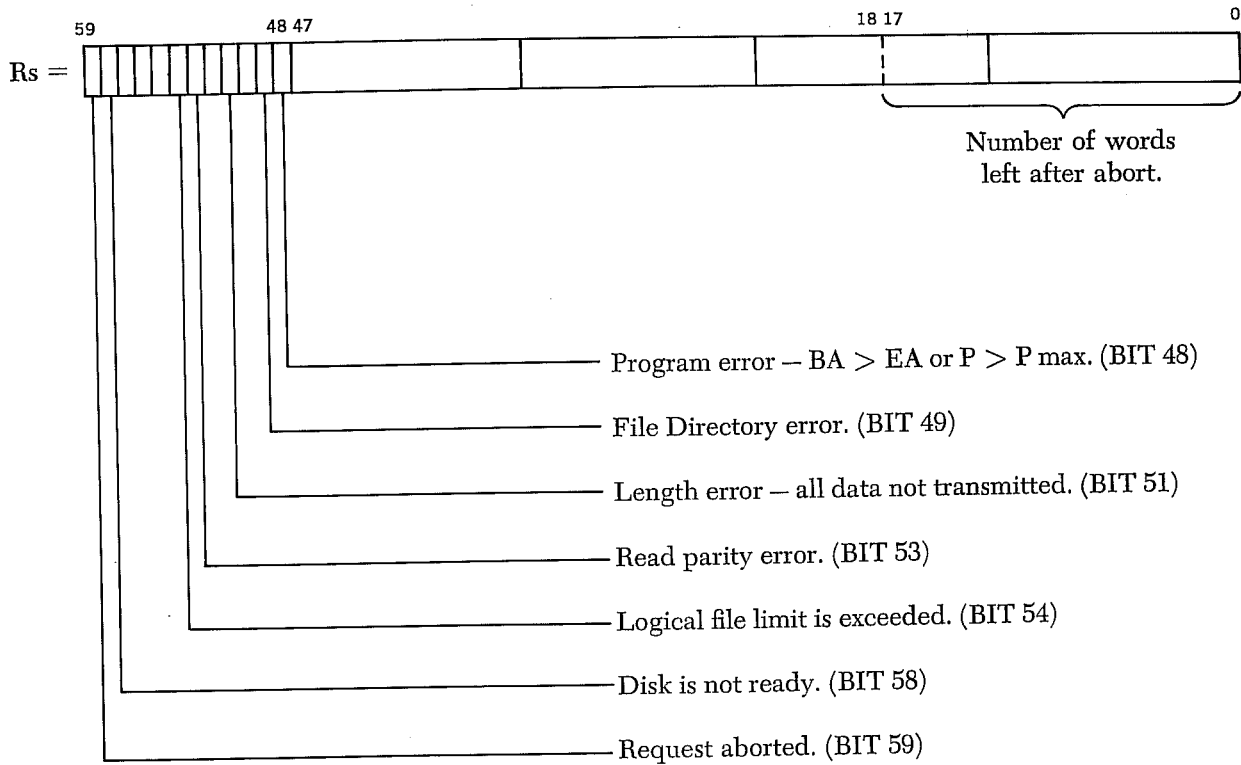 59 48 47 18 17 0
Rs =
Number of words
left after abort.
Program error – BA > EA or P > P max. (BIT 48)
File Directory error. (BIT 49)
Length error – all data not transmitted. (BIT 51)
Read parity error. (BIT 53)
Logical file limit is exceeded. (BIT 54)
Disk is not ready. (BIT 58)
Request aborted. (BIT 59)